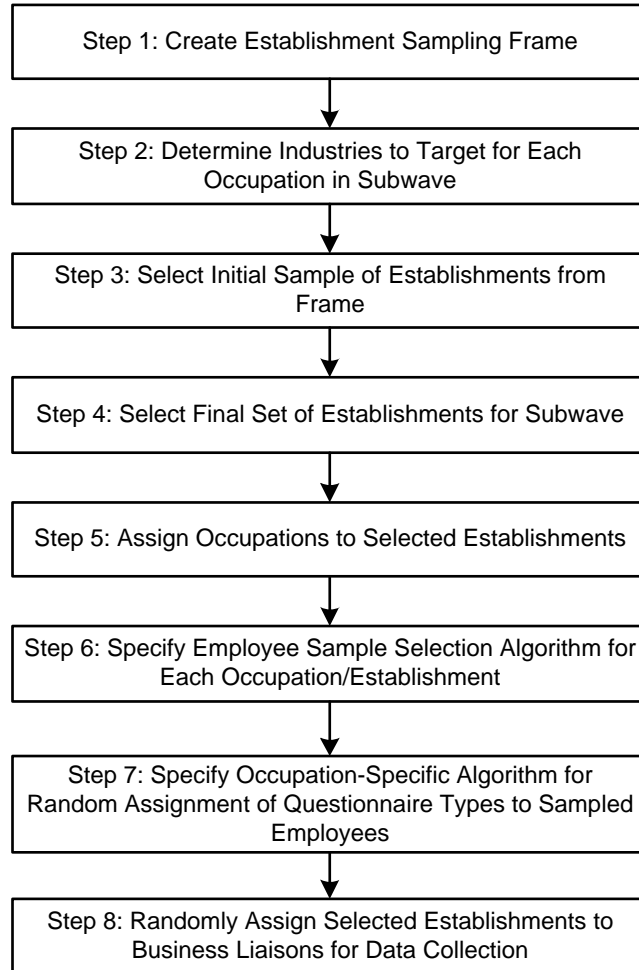 Step 1: Create Establishment Sampling Frame
Step 2: Determine Industries to Target for Each
Occupation in Subwave
Step 3: Select Initial Sample of Establishments from
Frame
Step 4: Select Final Set of Establishments for Subwave
Step 5: Assign Occupations to Selected Establishments
Step 6: Specify Employee Sample Selection Algorithm for
Each Occupation/Establishment
Step 7: Specify Occupation-Specific Algorithm for
Random Assignment of Questionnaire Types to Sampled
Employees
Step 8: Randomly Assign Selected Establishments to
Business Liaisons for Data Collection